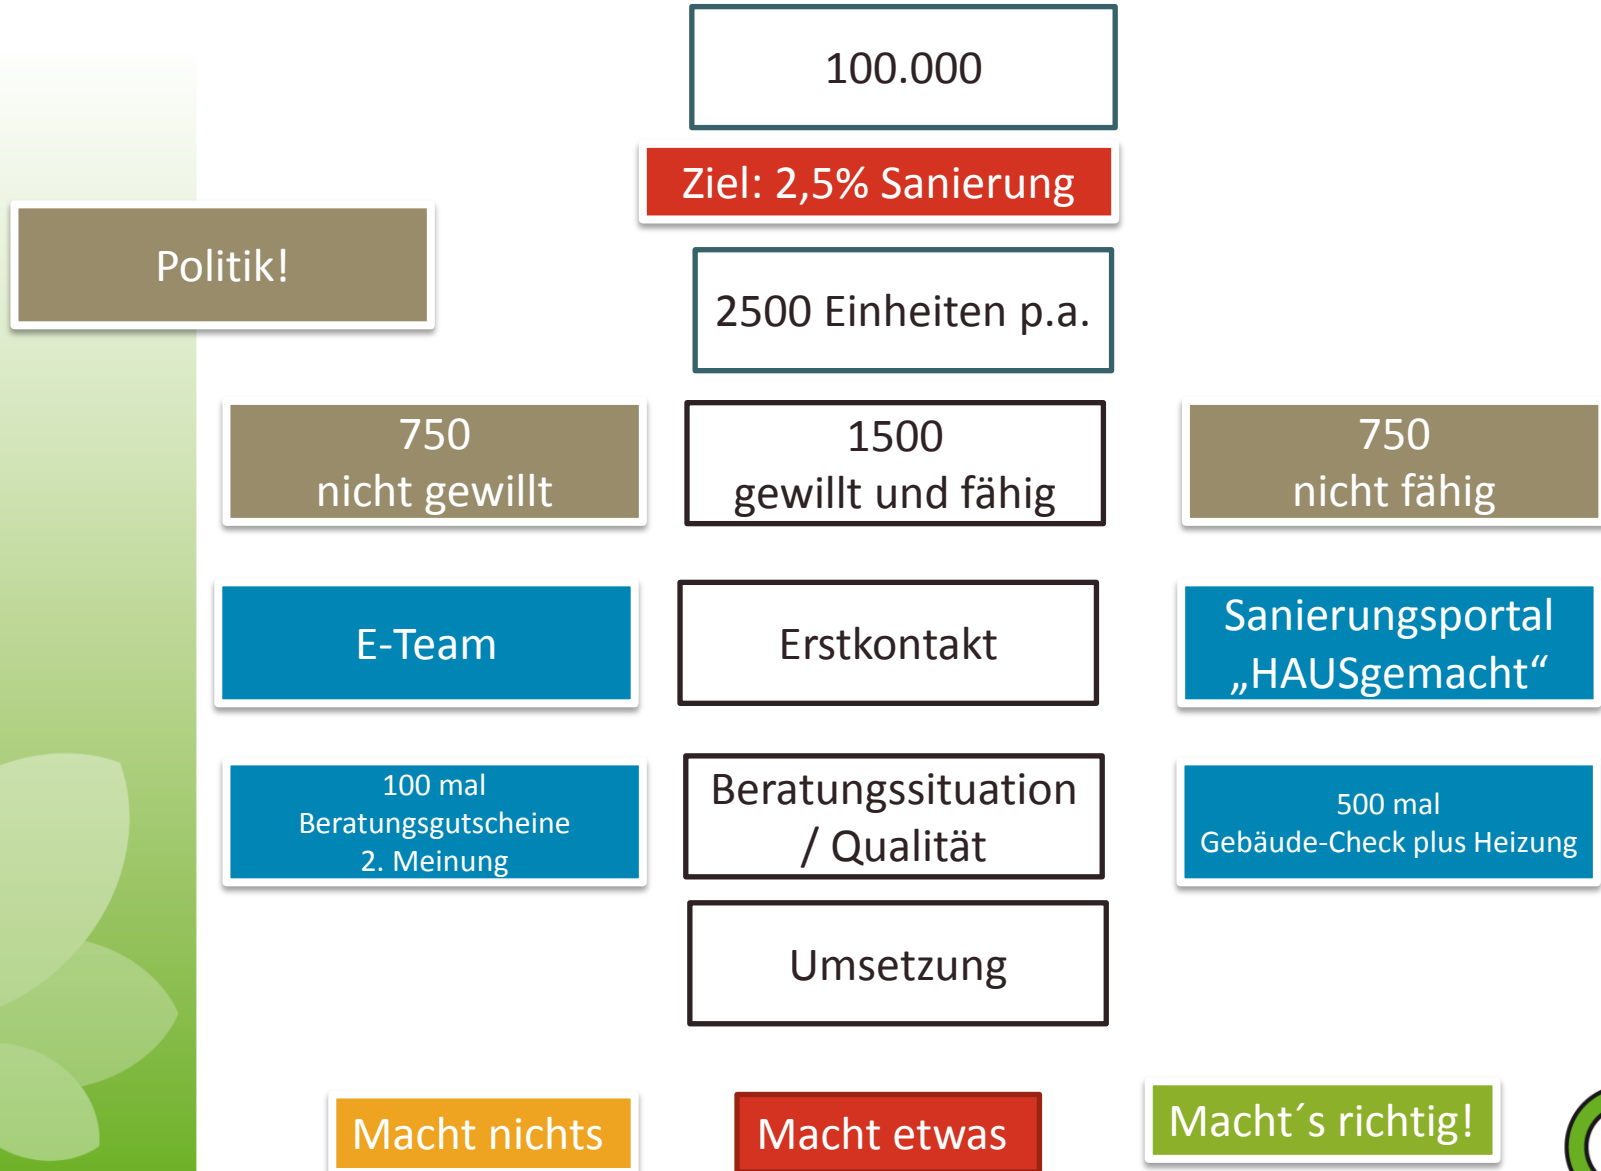 100.000
Ziel: 2,5% Sanierung
Politik!
2500 Einheiten p.a.
750
nicht gewillt
1500
gewillt und fähig
750
nicht fähig
E-Team
Erstkontakt
Sanierungsportal
„HAUSgemacht“
100 mal
Beratungsgutscheine
2. Meinung
Beratungssituation
/ Qualität
500 mal
Gebäude-Check plus Heizung
Umsetzung
Macht nichts
Macht etwas
Macht´s richtig!